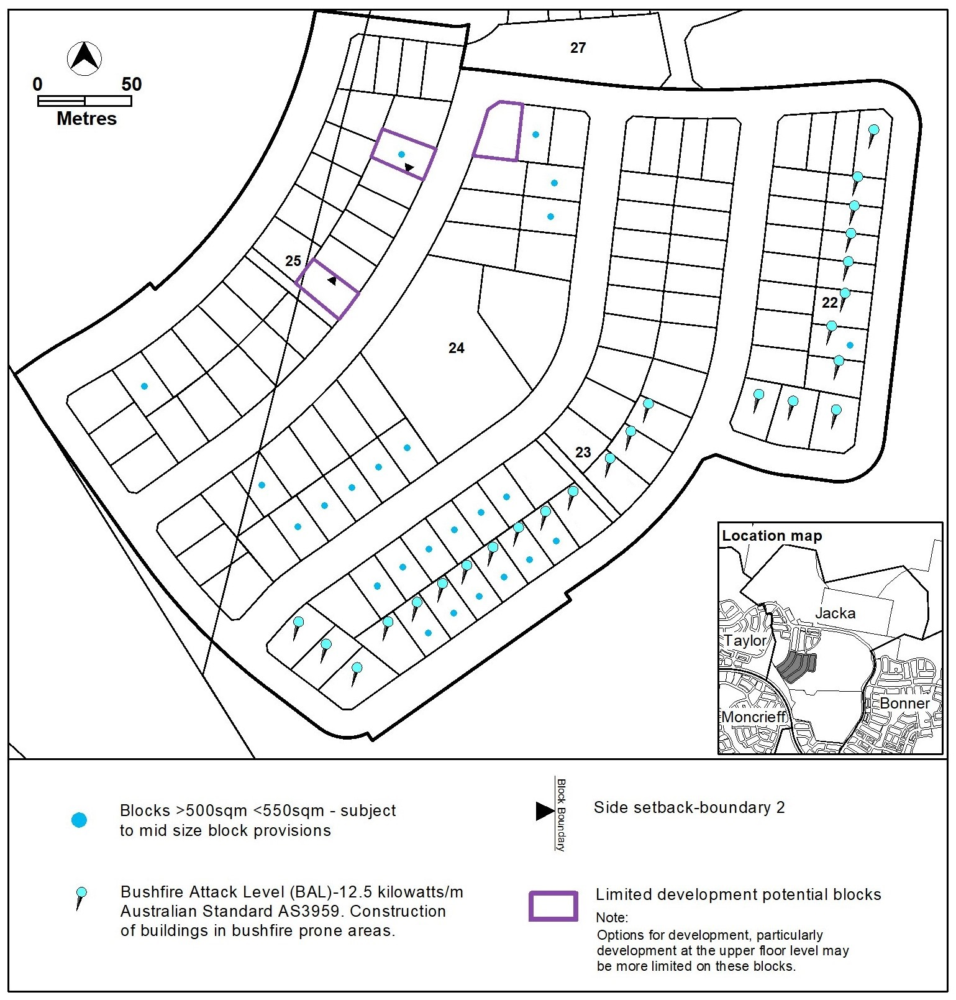 27
0 50
Metres
25
24
22
23
Location map
Jacka
Taylor
Bonner
Moncrieff
Blocks >500sqm <550sqm - subject
to mid size block provisions
Block Boundary
Side setback-boundary 2
Bushfire Attack Level (BAL)-12.5 kilowatts/m
Australian Standard AS3959. Construction
of buildings in bushfire prone areas.
Limited development potential blocks
Note:
Options for development, particularly
development at the upper floor level may
be more limited on these blocks.